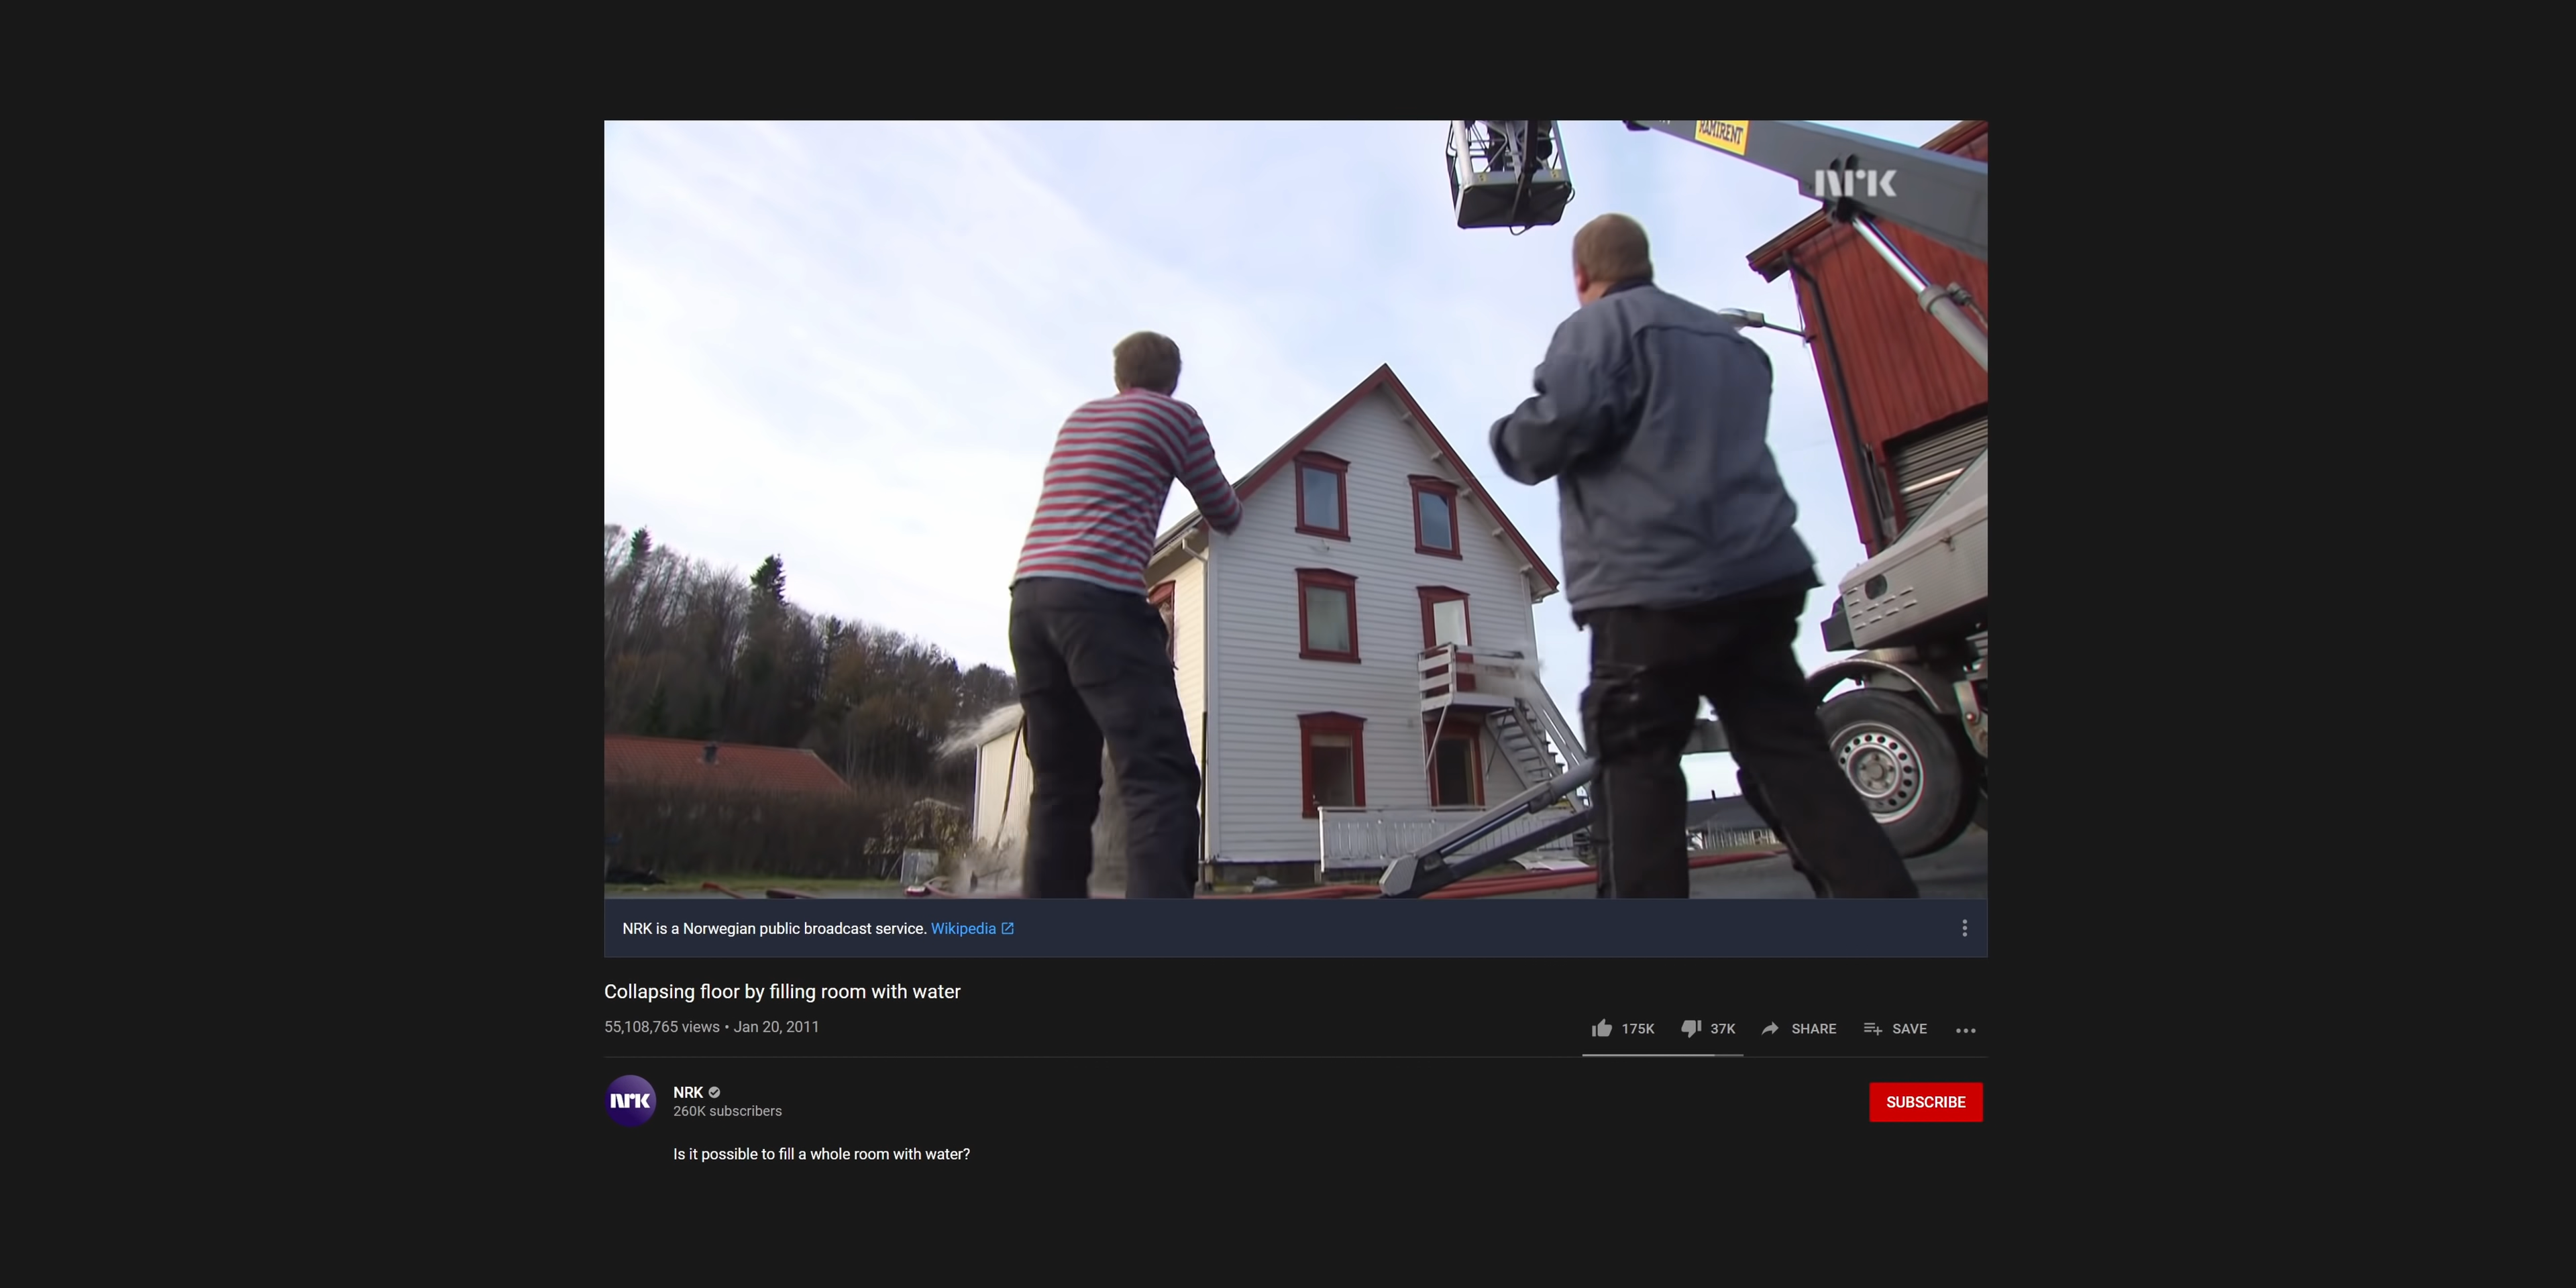 RAMIRENT
nrk
NRK is a Norwegian public broadcast service. Wikipedia
Collapsing floor by filling room with water
55,108,765 views • Jan 20, 2011
175K 37K SHARE SAVE
nrk
NRK
260K subscribers
SUBSCRIBE
Is it possible to fill a whole room with water?